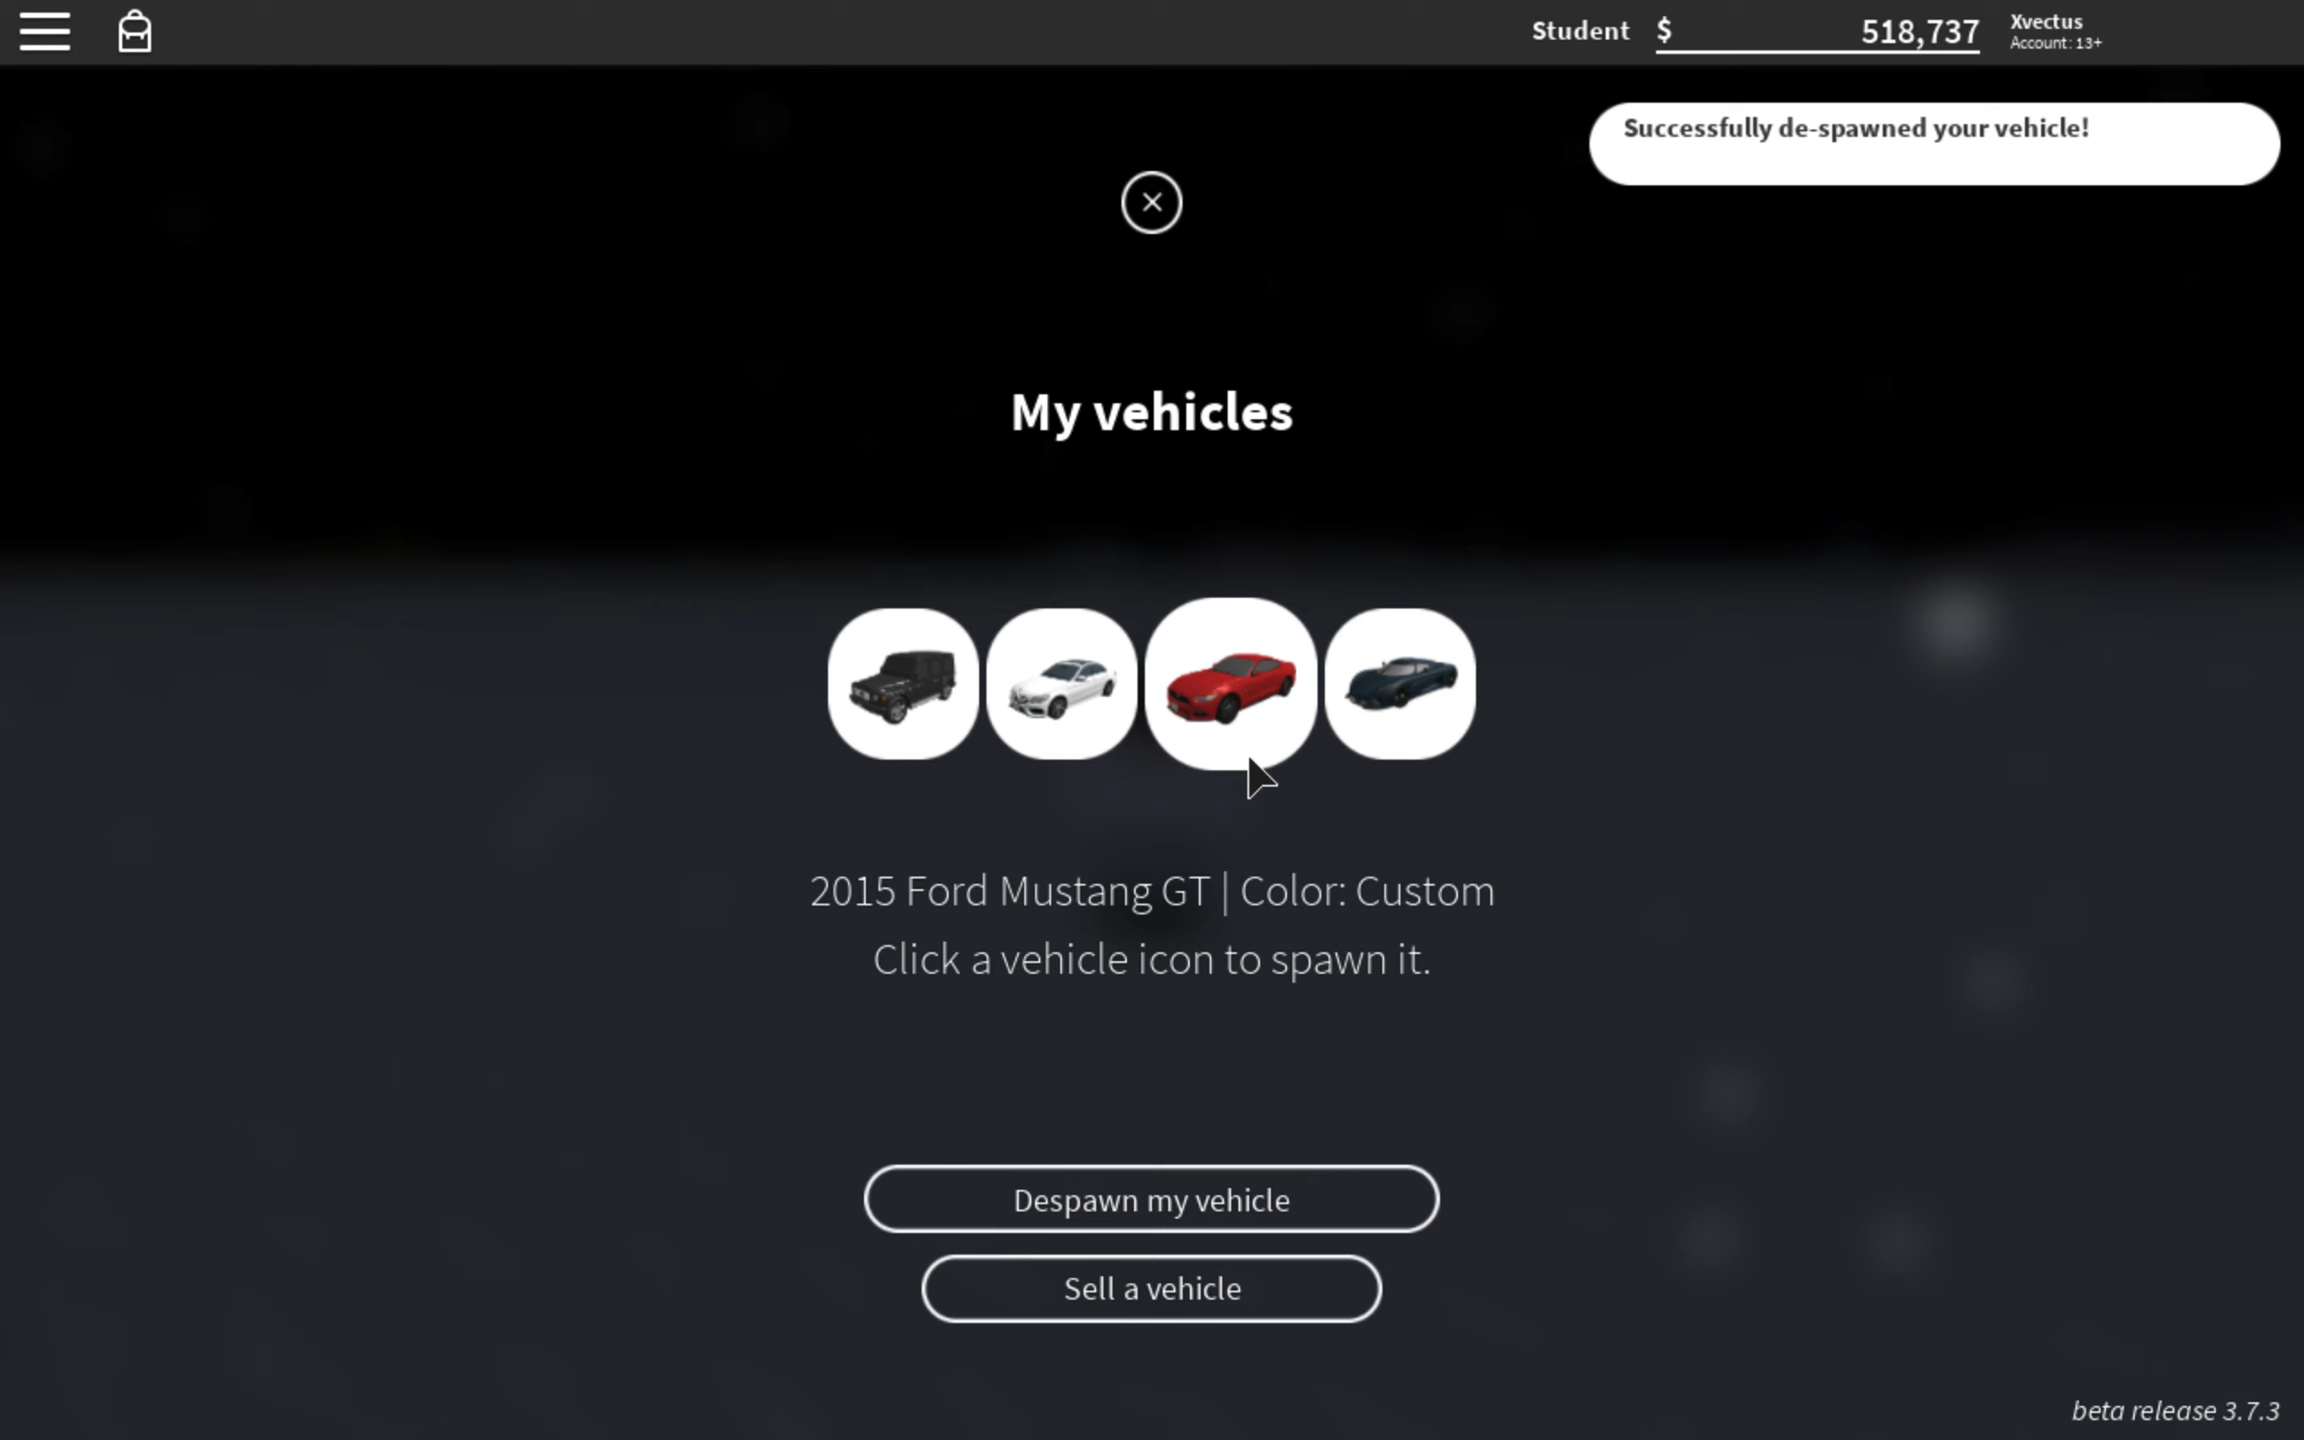 Student $ 518,737 Xvectus
Account: 13+
Successfully de-spawned your vehicle!
My vehicles
2015 Ford Mustang GT | Color: Custom
Click a vehicle icon to spawn it.
Despawn my vehicle
Sell a vehicle
beta release 3.7.3